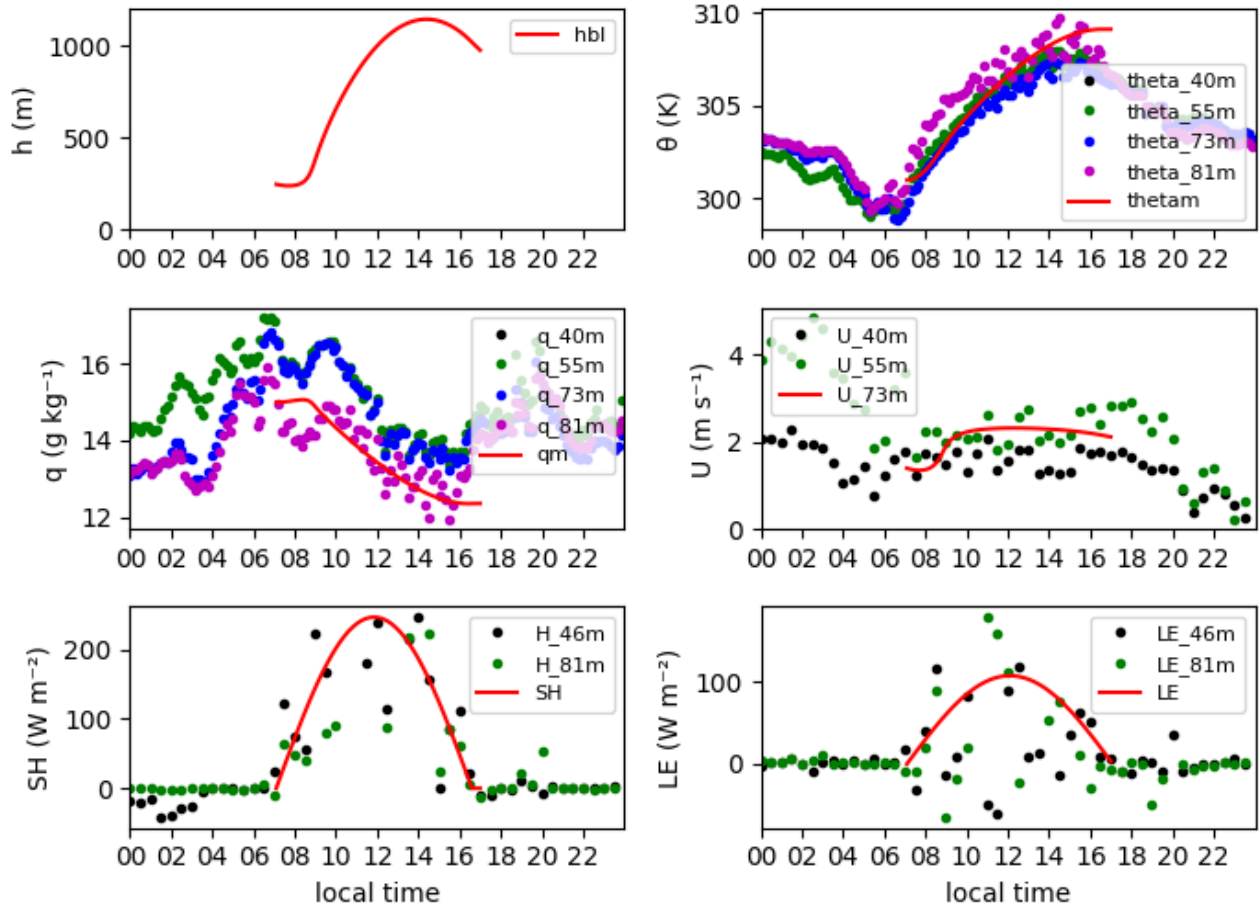 h (m)
1000
500
0
hbl
00 02 04 06 08 10 12 14 16 18 20 22
θ (K)
310
305
300
theta_40m
theta_55m
theta_73m
theta_81m
thetam
00 02 04 06 08 10 12 14 16 18 20 22
q (g kg⁻¹)
16
14
12
q_40m
q_55m
q_73m
q_81m
qm
00 02 04 06 08 10 12 14 16 18 20 22
U (m s⁻¹)
4
2
0
U_40m
U_55m
U_73m
00 02 04 06 08 10 12 14 16 18 20 22
SH (W m⁻²)
200
100
0
H_46m
H_81m
SH
00 02 04 06 08 10 12 14 16 18 20 22
local time
LE (W m⁻²)
100
0
LE_46m
LE_81m
LE
00 02 04 06 08 10 12 14 16 18 20 22
local time